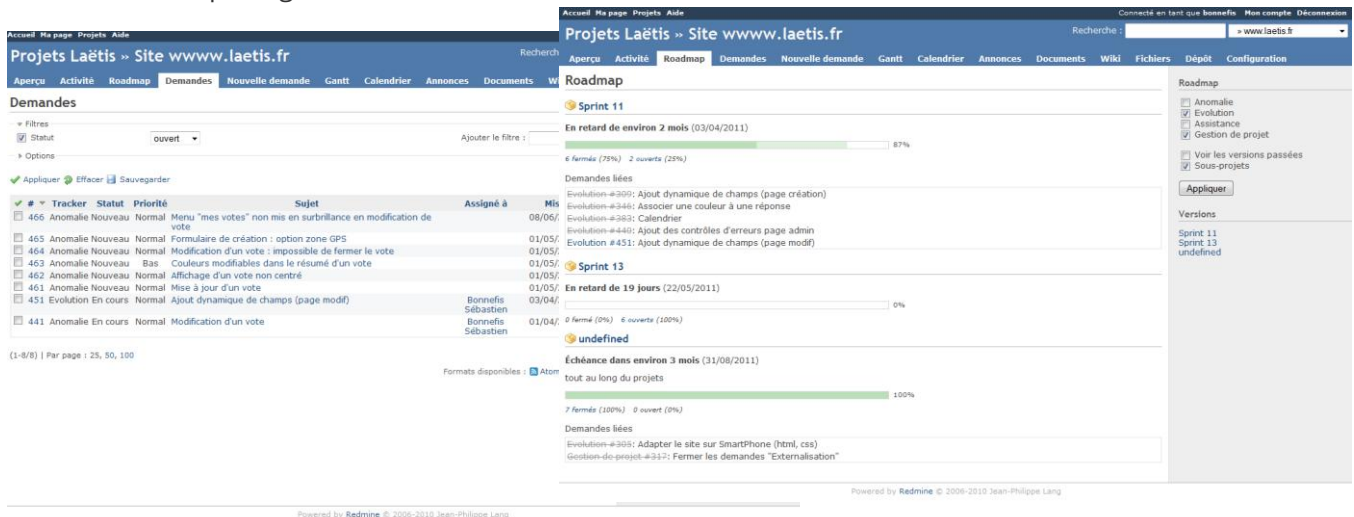 Accueil Ma page Projets Aide
Projets Laëtis » Site wwww.laetis.fr
Recherch
Aperçu Activité Roadmap Demandes Nouvelle demande Gantt Calendrier Annonces Documents Wi
Demandes
Filtres
Statut ouvert Ajouter le filtre :
Options
Appliquer Effacer Sauvegarder
# Tracker Statut Priorité Sujet Assigné à Mis
466 Anomalie Nouveau Normal Menu "mes votes" non mis en surbrillance en modification de vote 08/06/
465 Anomalie Nouveau Normal Formulaire de création : option zone GPS 01/05/
464 Anomalie Nouveau Normal Modification d'un vote : impossible de fermer le vote 01/05/
463 Anomalie Nouveau Bas Couleurs modifiables dans le résumé d'un vote 01/05/
462 Anomalie Nouveau Normal Affichage d'un vote non centré 01/05/
461 Anomalie Nouveau Normal Mise à jour d'un vote 01/05/
451 Evolution En cours Normal Ajout dynamique de champs (page modif) Bonnefis Sébastien 03/04/
441 Anomalie En cours Normal Modification d'un vote Bonnefis Sébastien 01/04/
(1-8/8) | Par page : 25, 50, 100
Formats disponibles : Atom
Powered by Redmine © 2006-2010 Jean-Philippe Lang
Accueil Ma page Projets Aide
Connecté en tant que bonnefis Mon compte Déconnexion
Projets Laëtis » Site wwww.laetis.fr
Recherche : » www.laetis.fr
Aperçu Activité Roadmap Demandes Nouvelle demande Gantt Calendrier Annonces Documents Wiki Fichiers Dépôt Configuration
Roadmap
Sprint 11
En retard de environ 2 mois (03/04/2011)
87%
6 fermés (75%) 2 ouverts (25%)
Demandes liées
Evolution #309: Ajout dynamique de champs (page création)
Evolution #346: Associer une couleur à une réponse
Evolution #383: Calendrier
Evolution #440: Ajout des contrôles d'erreurs page admin
Evolution #451: Ajout dynamique de champs (page modif)
Sprint 13
En retard de 19 jours (22/05/2011)
0%
0 fermé (0%) 6 ouverts (100%)
undefined
Échéance dans environ 3 mois (31/08/2011)
tout au long du projets
100%
7 fermés (100%) 0 ouvert (0%)
Demandes liées
Evolution #305: Adapter le site sur SmartPhone (html, css)
Gestion de projet #317: Fermer les demandes "Externalisation"
Roadmap
Anomalie
Evolution
Assistance
Gestion de projet
Voir les versions passées
Sous-projets
Appliquer
Versions
Sprint 11
Sprint 13
undefined
Powered by Redmine © 2006-2010 Jean-Philippe Lang